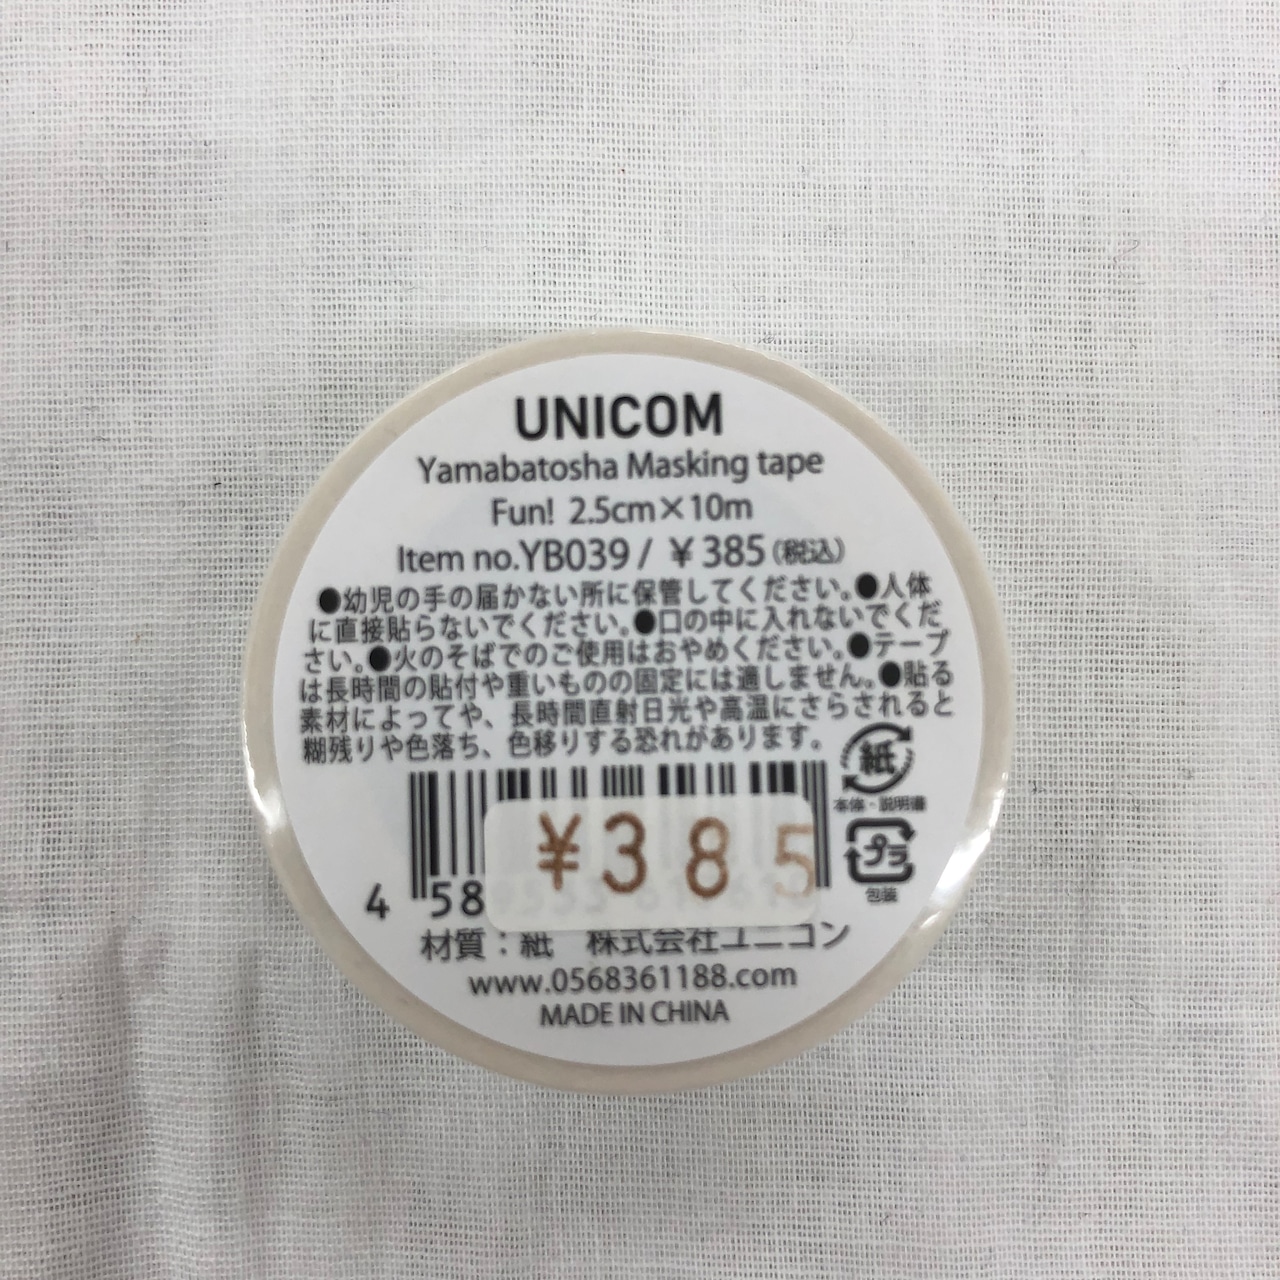 UNICOM
Yamabatosha Masking tape
Fun! 2.5cm×10m
Item no.YB039 / ￥385(税込)
●幼児の手の届かない所に保管してください。●人体
に直接貼らないでください。●口の中に入れないでくだ
さい。●火のそばでのご使用はおやめください。●テープ
は長時間の貼付や重いものの固定には適しません。●貼る
素材によってや、長時間直射日光や高温にさらされると
糊残りや色落ち、色移りする恐れがあります。
紙
本体・説明書
プラ
包装
¥385
4 58
材質：紙 株式会社ユニコン
www.0568361188.com
MADE IN CHINA